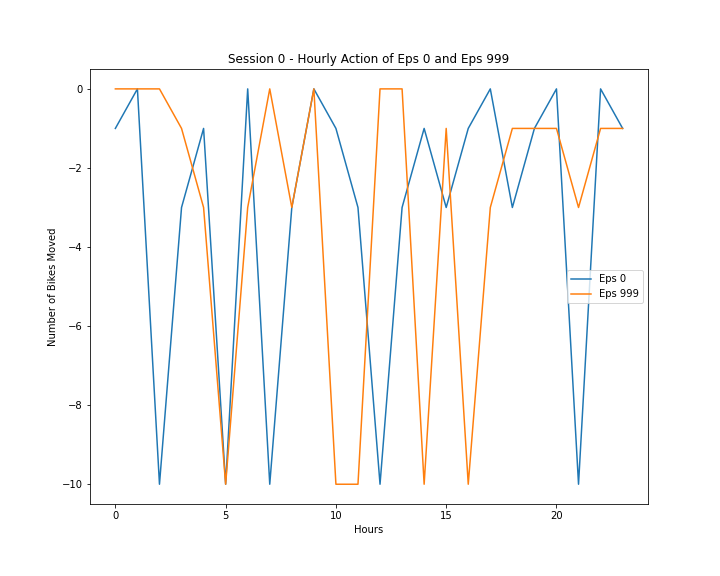 Session 0 - Hourly Action of Eps 0 and Eps 999
Number of Bikes Moved
0
−2
−4
−6
−8
−10
Eps 0
Eps 999
0 5 10 15 20
Hours